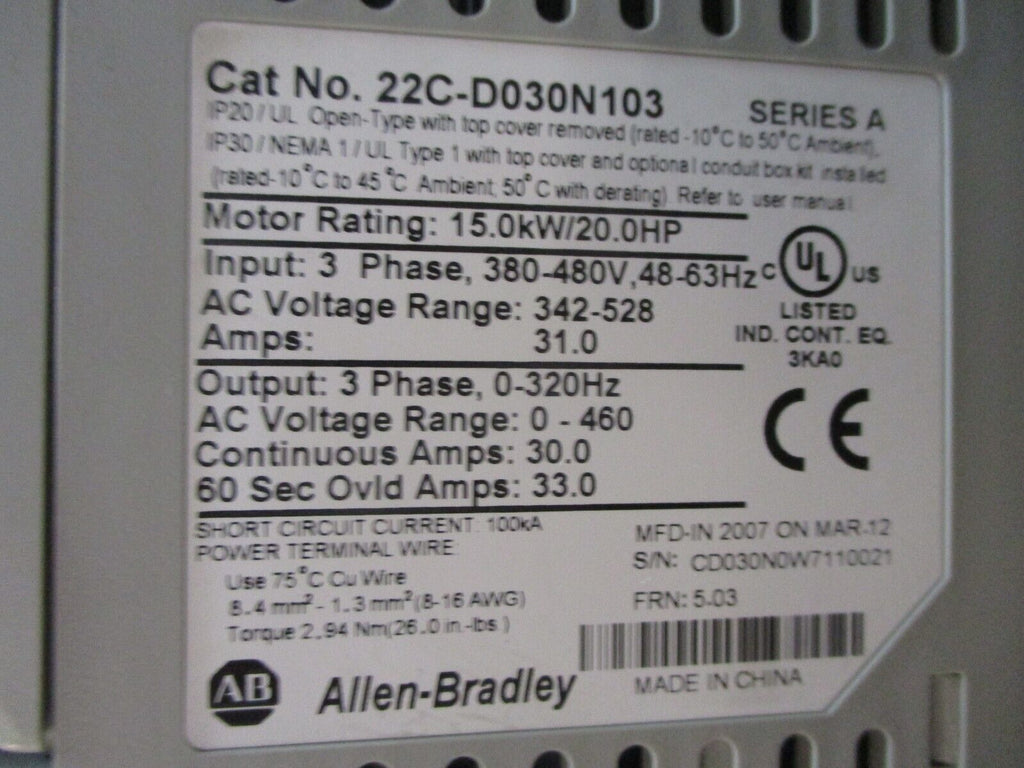 Cat No. 22C-D030N103
SERIES A
IP20 / UL Open-Type with top cover removed (rated -10°C to 50°C Ambient),
IP30 / NEMA 1 / UL Type 1 with top cover and optional conduit box kit installed
(rated-10°C to 45°C Ambient, 50°C with derating). Refer to user manual
Motor Rating: 15.0kW/20.0HP
Input: 3 Phase, 380-480V,48-63Hz
AC Voltage Range: 342-528
Amps: 31.0
C UL US
LISTED
IND. CONT. EQ.
3KA0
Output: 3 Phase, 0-320Hz
AC Voltage Range: 0 - 460
Continuous Amps: 30.0
60 Sec Ovld Amps: 33.0
CE
SHORT CIRCUIT CURRENT: 100kA
POWER TERMINAL WIRE:
Use 75°C Cu Wire
8.4 mm² - 1.3 mm² (8-16 AWG)
Torque 2.94 Nm(26.0 in.-lbs.)
MFD-IN 2007 ON MAR-12
S/N: CD030N0W7110021
FRN: 5.03
MADE IN CHINA
AB Allen-Bradley